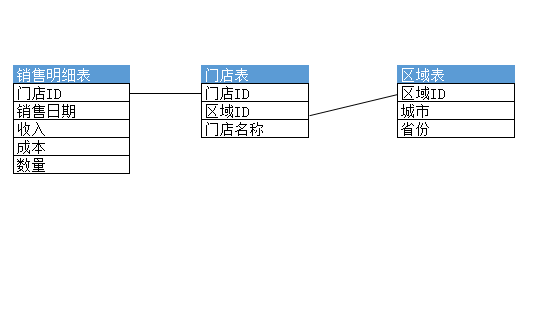 销售明细表
门店ID
销售日期
收入
成本
数量
门店表
门店ID
区域ID
门店名称
区域表
区域ID
城市
省份